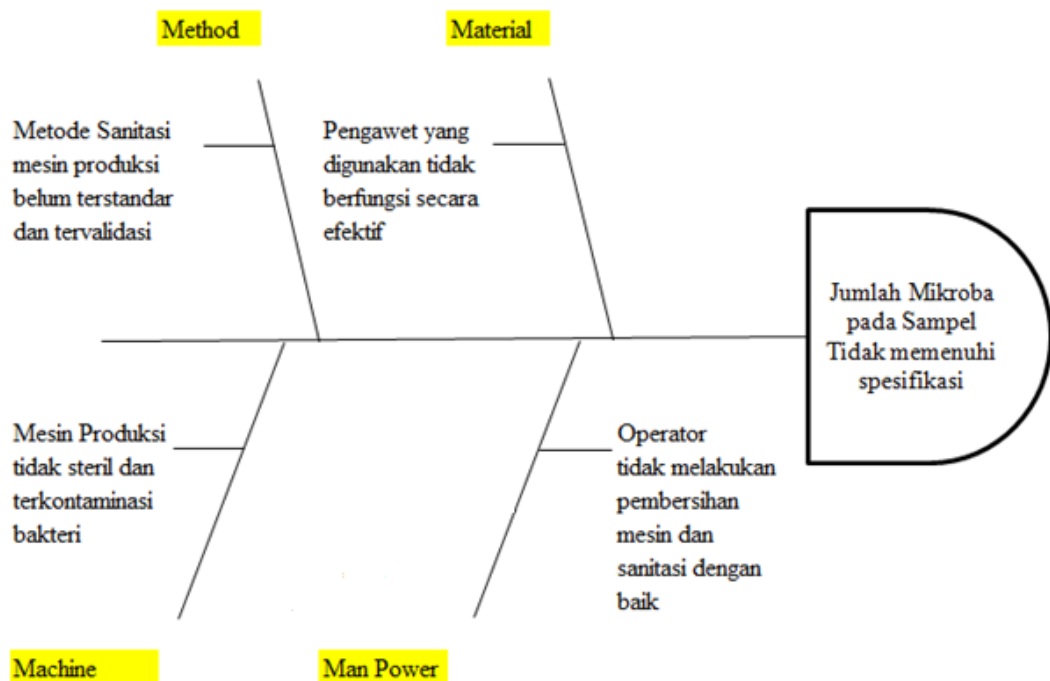 Method
Material
Metode Sanitasi
mesin produksi
belum terstandar
dan tervalidasi
Pengawet yang
digunakan tidak
berfungsi secara
efektif
Jumlah Mikroba
pada Sampel
Tidak memenuhi
spesifikasi
Mesin Produksi
tidak steril dan
terkontaminasi
bakteri
Operator
tidak melakukan
pembersihan
mesin dan
sanitasi dengan
baik
Machine
Man Power